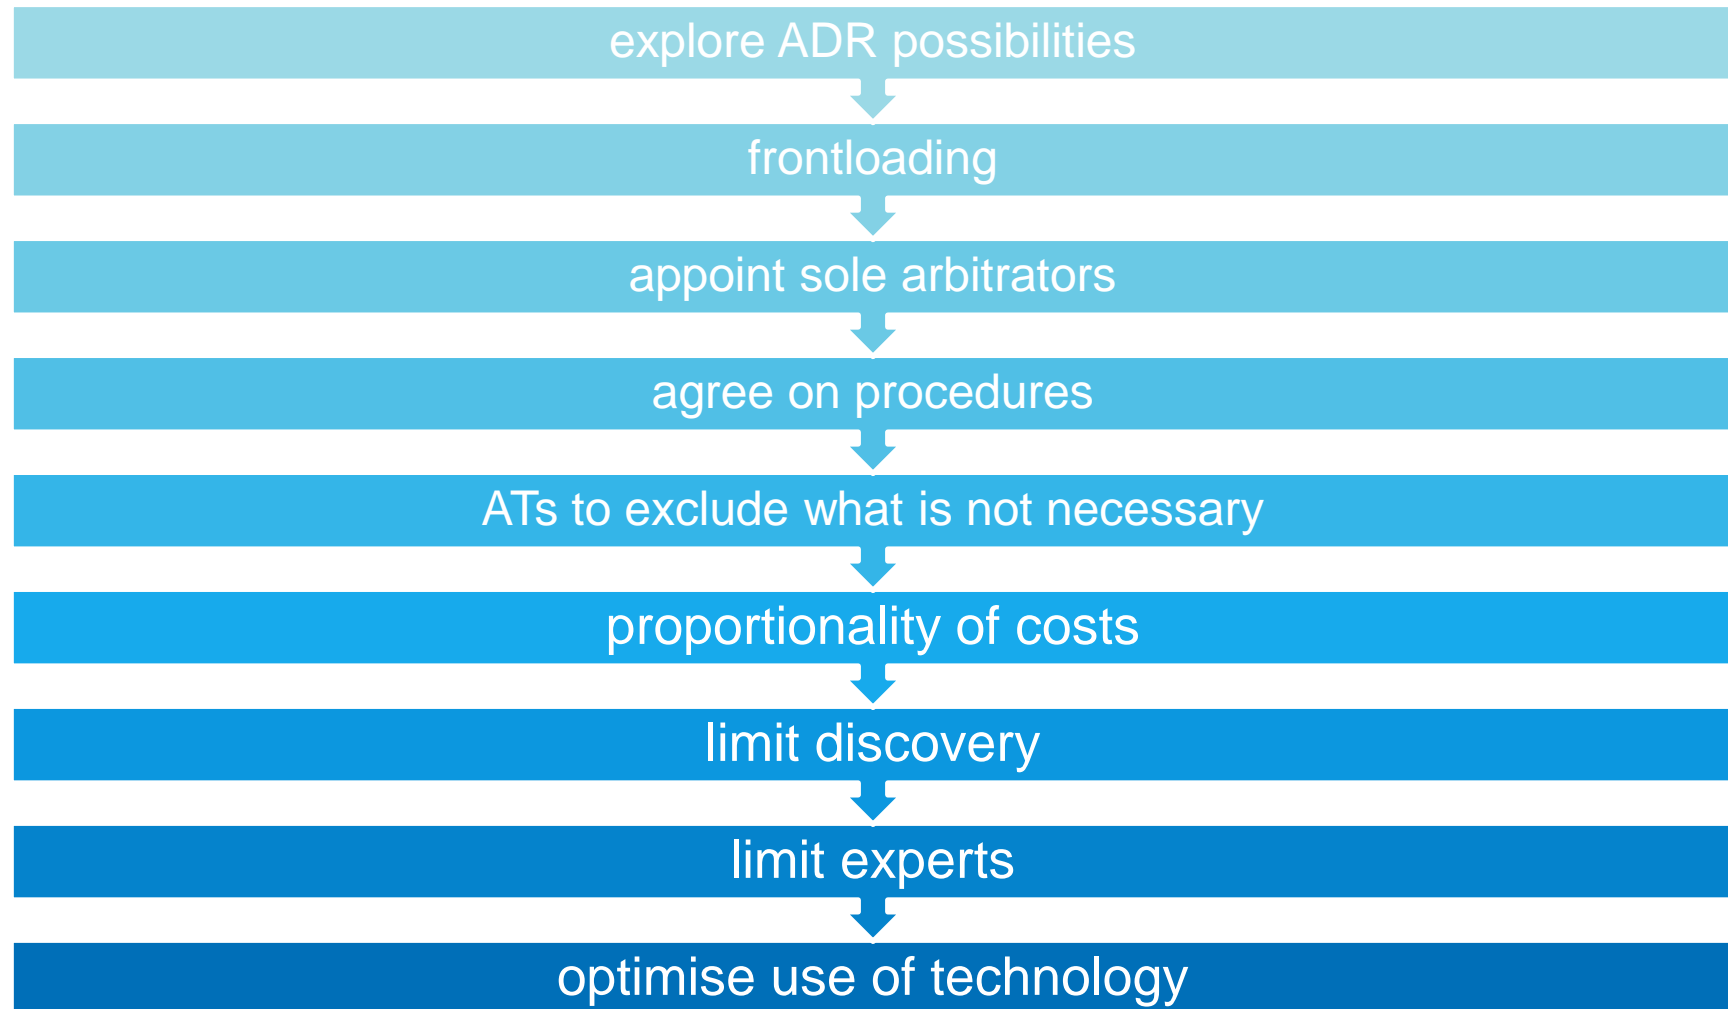 explore ADR possibilities
frontloading
appoint sole arbitrators
agree on procedures
ATs to exclude what is not necessary
proportionality of costs
limit discovery
limit experts
optimise use of technology